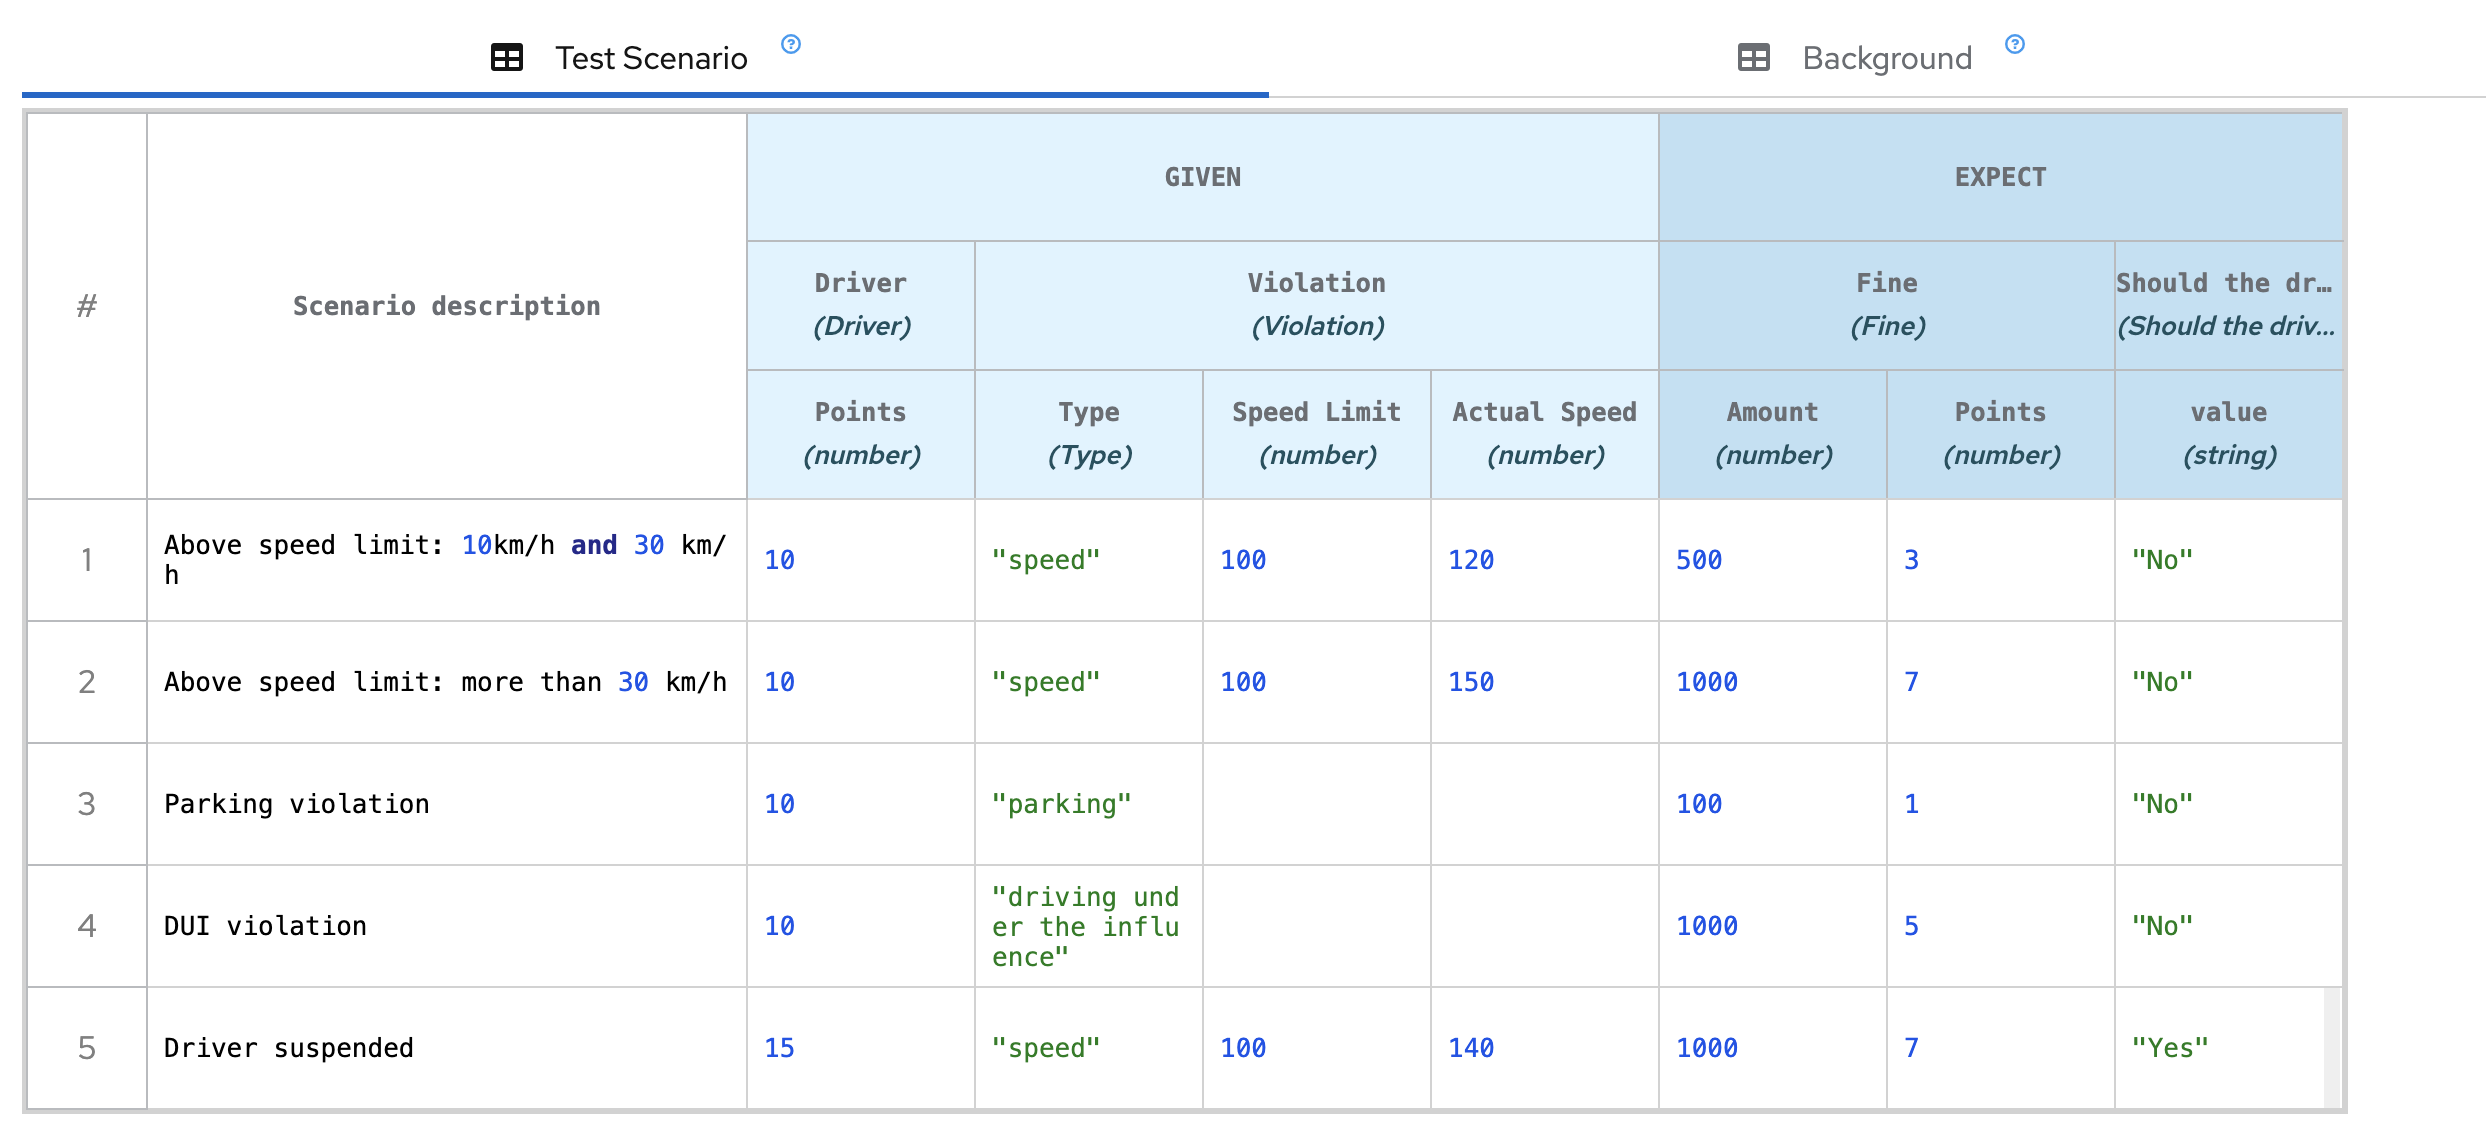 Test Scenario
Background
#
Scenario description
GIVEN
EXPECT
Driver
(Driver)
Violation
(Violation)
Fine
(Fine)
Should the dr…
(Should the driv…
Points
(number)
Type
(Type)
Speed Limit
(number)
Actual Speed
(number)
Amount
(number)
Points
(number)
value
(string)
1
Above speed limit: 10km/h and 30 km/
h
10
"speed"
100
120
500
3
"No"
2
Above speed limit: more than 30 km/h
10
"speed"
100
150
1000
7
"No"
3
Parking violation
10
"parking"
100
1
"No"
4
DUI violation
10
"driving und
er the influ
ence"
1000
5
"No"
5
Driver suspended
15
"speed"
100
140
1000
7
"Yes"